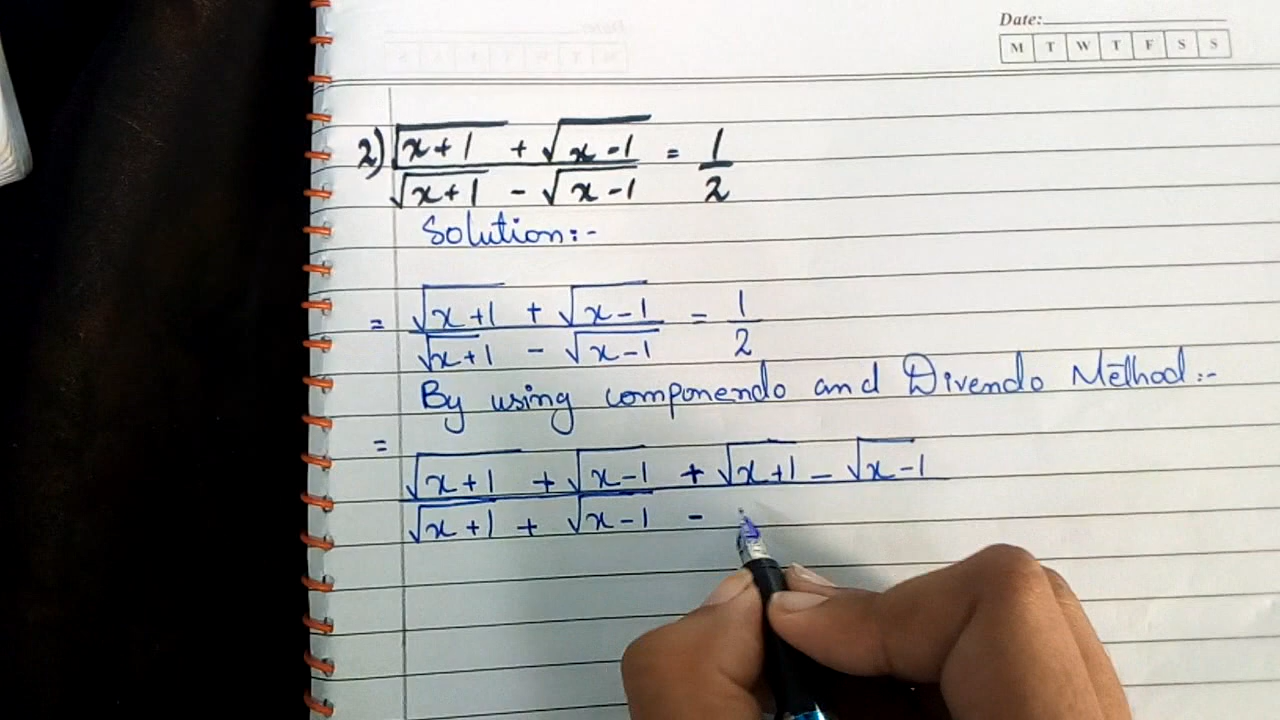 Date:
M T W T F S S
2) √x+1 + √x-1 = 1
√x+1 - √x-1 2
Solution:-
= √x+1 + √x-1 = 1
√x+1 - √x-1 2
By using componendo and Divendo Method:-
=
√x+1 + √x-1 + √x+1 - √x-1
√x+1 + √x-1 -